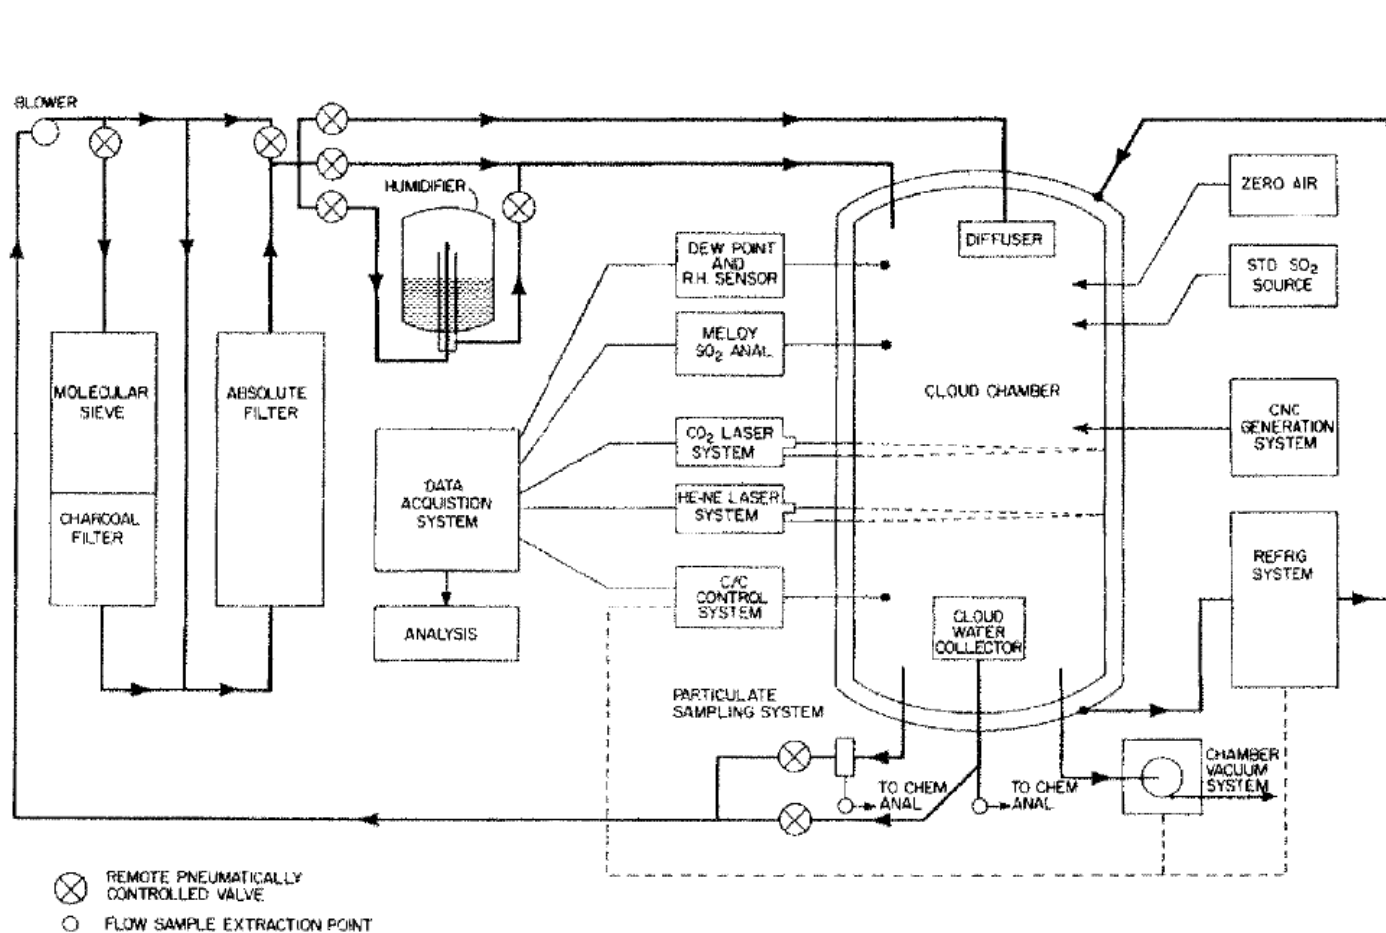 BLOWER
HUMIDIFIER
DIFFUSER
ZERO AIR
STD SO2
SOURCE
DEW POINT
AND
R.H. SENSOR
MELOY
SO2 ANAL.
MOLECULAR
SIEVE
ABSOLUTE
FILTER
CLOUD CHAMBER
CNC
GENERATION
SYSTEM
CO2 LASER
SYSTEM
HE-NE LASER
SYSTEM
DATA
ACQUISTION
SYSTEM
CHARCOAL
FILTER
REFRIG
SYSTEM
C/C
CONTROL
SYSTEM
CLOUD
WATER
COLLECTOR
ANALYSIS
PARTICULATE
SAMPLING SYSTEM
CHAMBER
VACUUM
SYSTEM
TO CHEM
ANAL
TO CHEM
ANAL
REMOTE PNEUMATICALLY
CONTROLLED VALVE
FLOW SAMPLE EXTRACTION POINT